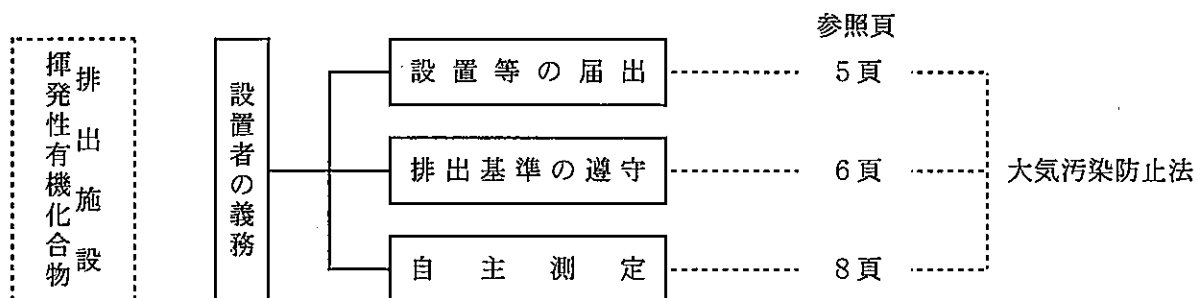 参照頁
揮発性有機化合物
排出施設
設置者の義務
設置等の届出 5頁
排出基準の遵守 6頁 大気汚染防止法
自主測定 8頁